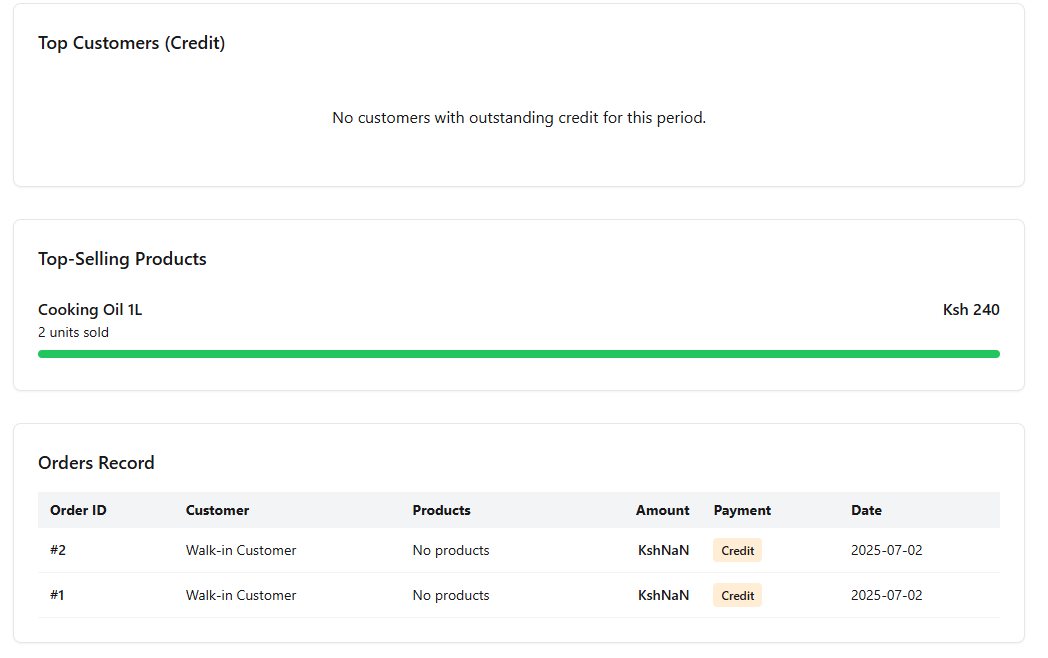 Top Customers (Credit)
No customers with outstanding credit for this period.
Top-Selling Products
Cooking Oil 1L Ksh 240
2 units sold
Orders Record
Order ID Customer Products Amount Payment Date
#2 Walk-in Customer No products KshNaN Credit 2025-07-02
#1 Walk-in Customer No products KshNaN Credit 2025-07-02